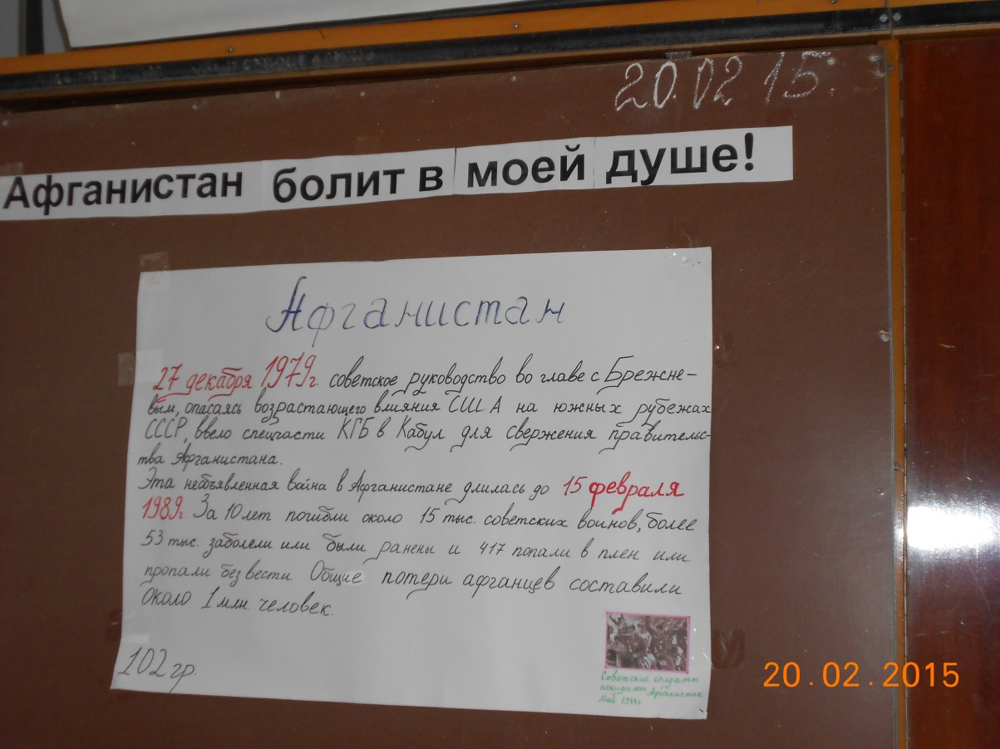 20.02 15.
Афганистан болит в моей душе!
Афганистан
27 декабря 1979г. советское руководство во главе с Брежне-
вым, опасаясь возрастающего влияния США на южных рубежах
СССР, ввело спецчасти КГБ в Кабул для свержения правительс-
тва Афганистана.
Эта необъявленная война в Афганистане длилась до 15 февраля
1989г. За 10 лет погибли около 15 тыс. советских воинов, более
53 тыс. заболели или были ранены и 417 попали в плен или
пропали без вести. Общие потери афганцев составили
около 1 млн. человек.
102 гр.
Советские солдаты
покидают Афганистан
Май 1988г.
20.02.2015